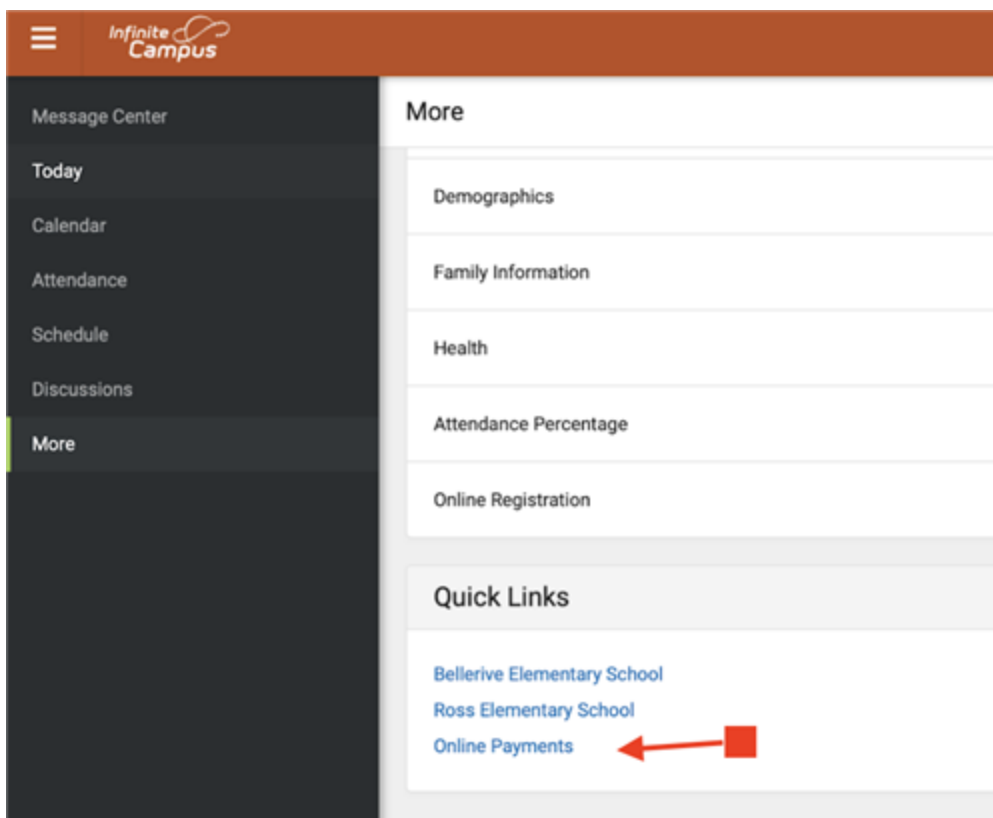 Infinite
Campus
Message Center
Today
Calendar
Attendance
Schedule
Discussions
More
More
Demographics
Family Information
Health
Attendance Percentage
Online Registration
Quick Links
Bellerive Elementary School
Ross Elementary School
Online Payments